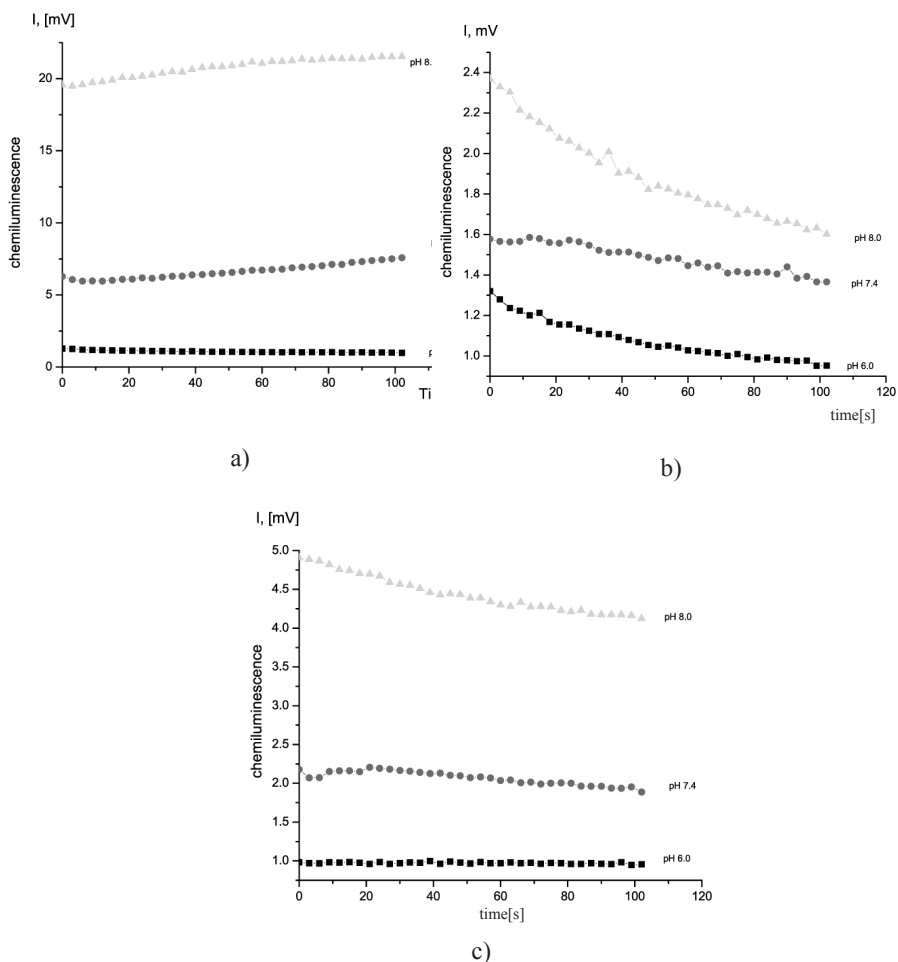 I, [mV]
chemiluminescence
20
15
10
5
0
0
20
40
60
80
100
pH 8.
p
Ti
a)
I, mV
chemiluminescence
2.4
2.2
2.0
1.8
1.6
1.4
1.2
1.0
0
20
40
60
80
100
120
pH 8.0
pH 7.4
pH 6.0
time[s]
b)
I, [mV]
chemiluminescence
5.0
4.5
4.0
3.5
3.0
2.5
2.0
1.0
0
20
40
60
80
100
120
pH 8.0
pH 7.4
pH 6.0
time[s]
c)